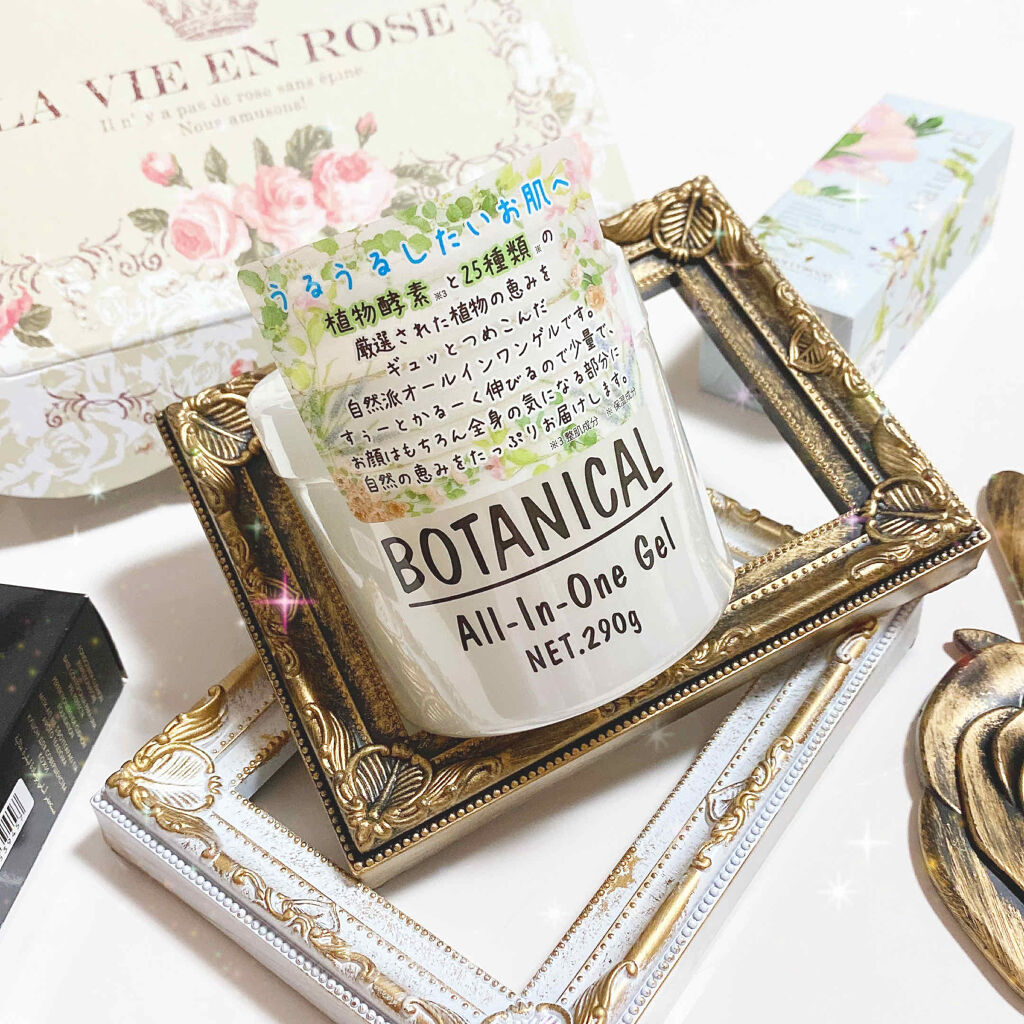 LA VIE EN ROSE
Il n' y a pas de rose sans épine
Nous amusons!
うるうるしたいお肌へ
植物酵素※3と25種類※の
厳選された植物の恵みを
ギュッとつめこんだ
自然派オールインワンゲルです。
すぅーとかるーく伸びるので少量で、
お顔はもちろん全身の気になる部分に
自然の恵みをたっぷりお届けします。
※ 保湿成分
※3 整肌成分
BOTANICAL
All-In-One Gel
NET.290g